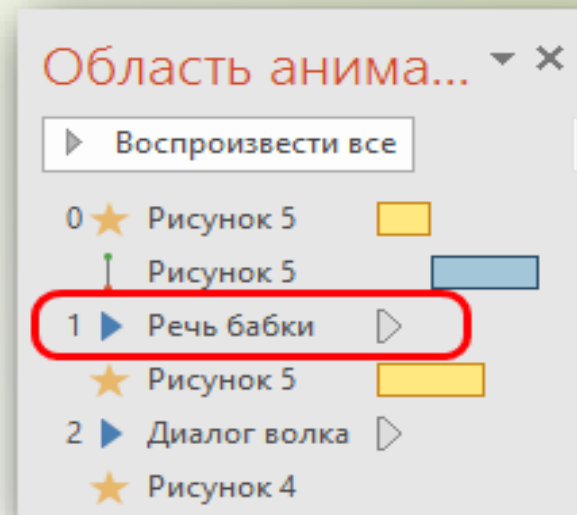 Область анима...
Воспроизвести все
0 Рисунок 5
Рисунок 5
1 Речь бабки
Рисунок 5
2 Диалог волка
Рисунок 4